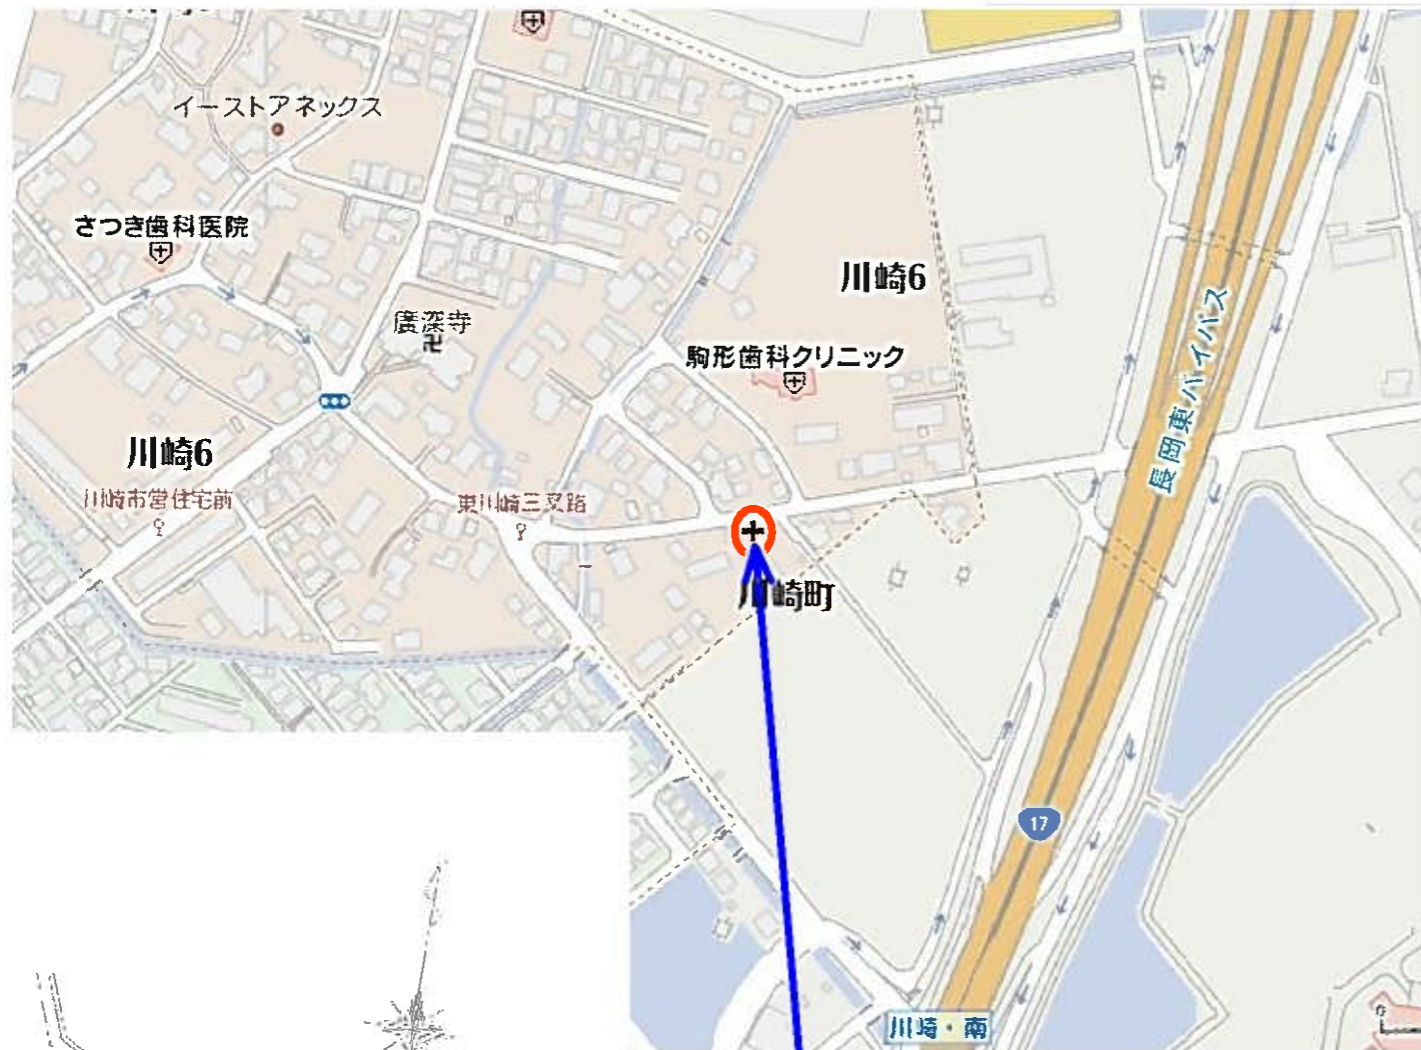 イーストアネックス
さつき歯科医院
川崎6
廣深寺
駒形歯科クリニック
川崎6
川崎市営住宅前
東川崎三叉路
長岡東バイパス
川崎町
17
川崎・南